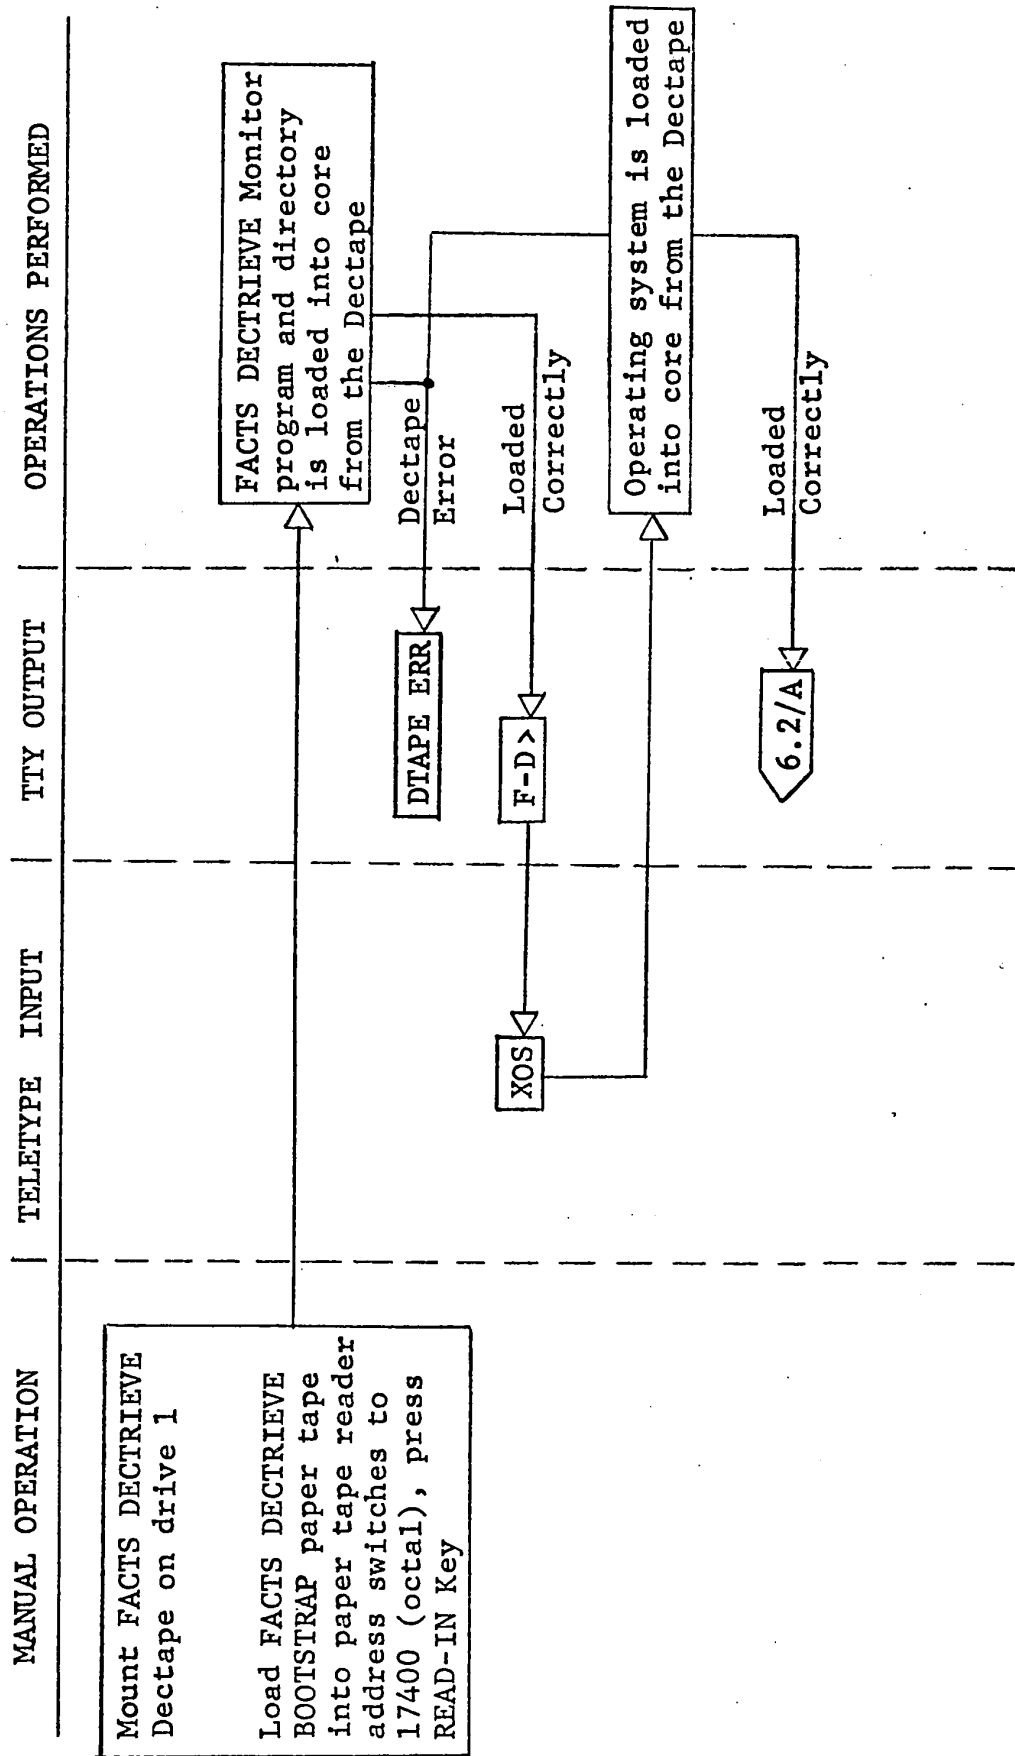 MANUAL OPERATION
TELETYPE INPUT
TTY OUTPUT
OPERATIONS PERFORMED
Mount FACTS DECTRIEVE
Dectape on drive 1
Load FACTS DECTRIEVE
BOOTSTRAP paper tape
into paper tape reader
address switches to
17400 (octal), press
READ-IN Key
FACTS DECTRIEVE Monitor
program and directory
is loaded into core
from the Dectape
Dectape
Error
DTAPE ERR
Loaded
Correctly
F-D>
XOS
Operating system is loaded
into core from the Dectape
Loaded
Correctly
6.2/A